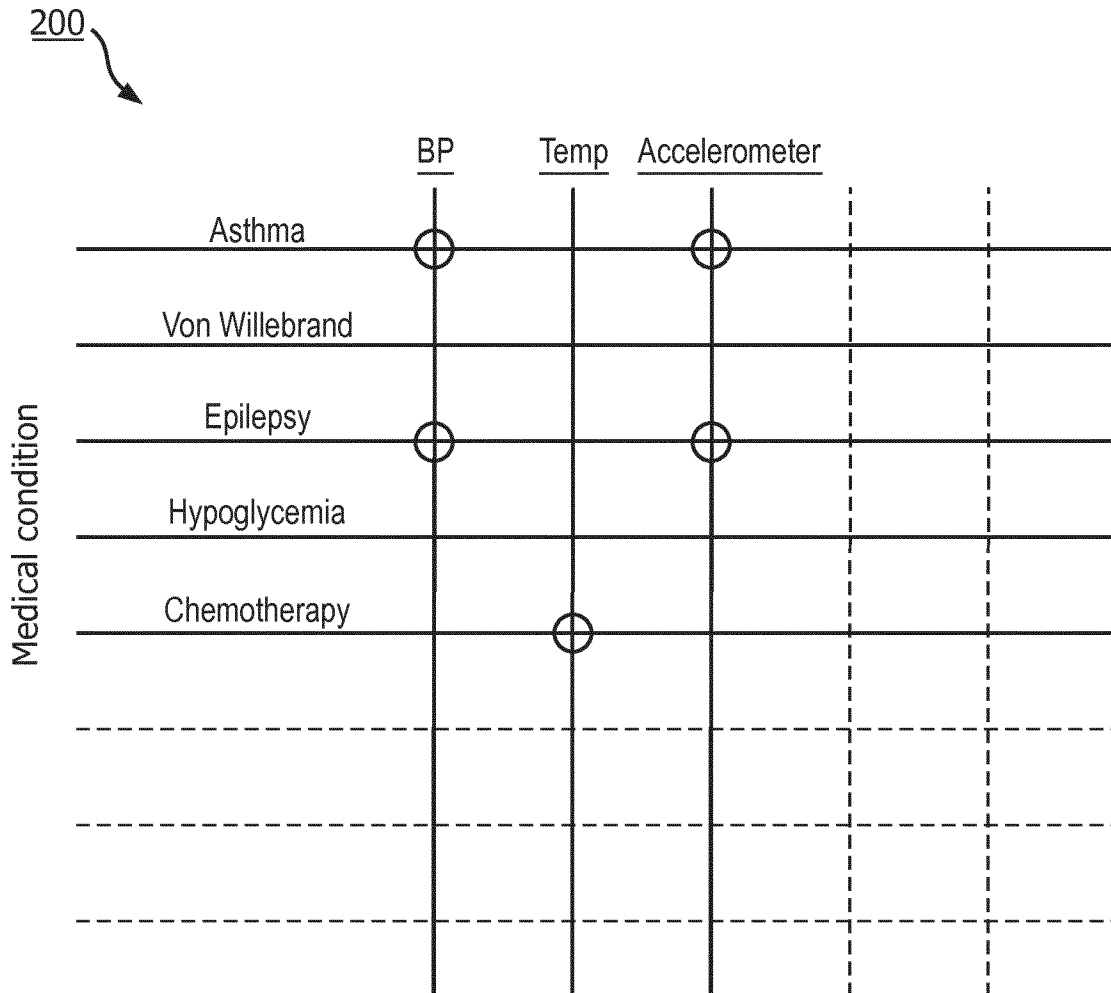 200
BP Temp Accelerometer
Asthma
Von Willebrand
Epilepsy
Hypoglycemia
Chemotherapy
Medical condition